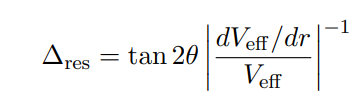 Δ_res = tan 2θ |(dV_eff/dr)/V_eff|^−1